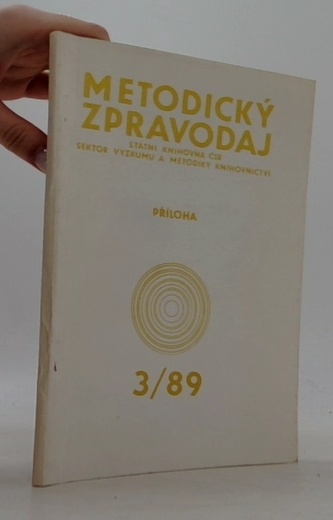 METODICKÝ
ZPRAVODAJ
STÁTNÍ KNIHOVNA ČSR
SEKTOR VÝZKUMU A METODIKY KNIHOVNICTVÍ
PŘÍLOHA
3/89